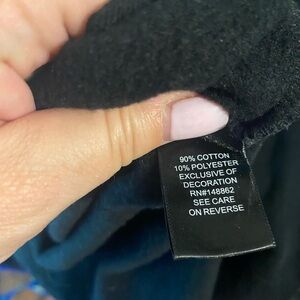 90% COTTON
10% POLYESTER
EXCLUSIVE OF
DECORATION
RN#148862
SEE CARE
ON REVERSE